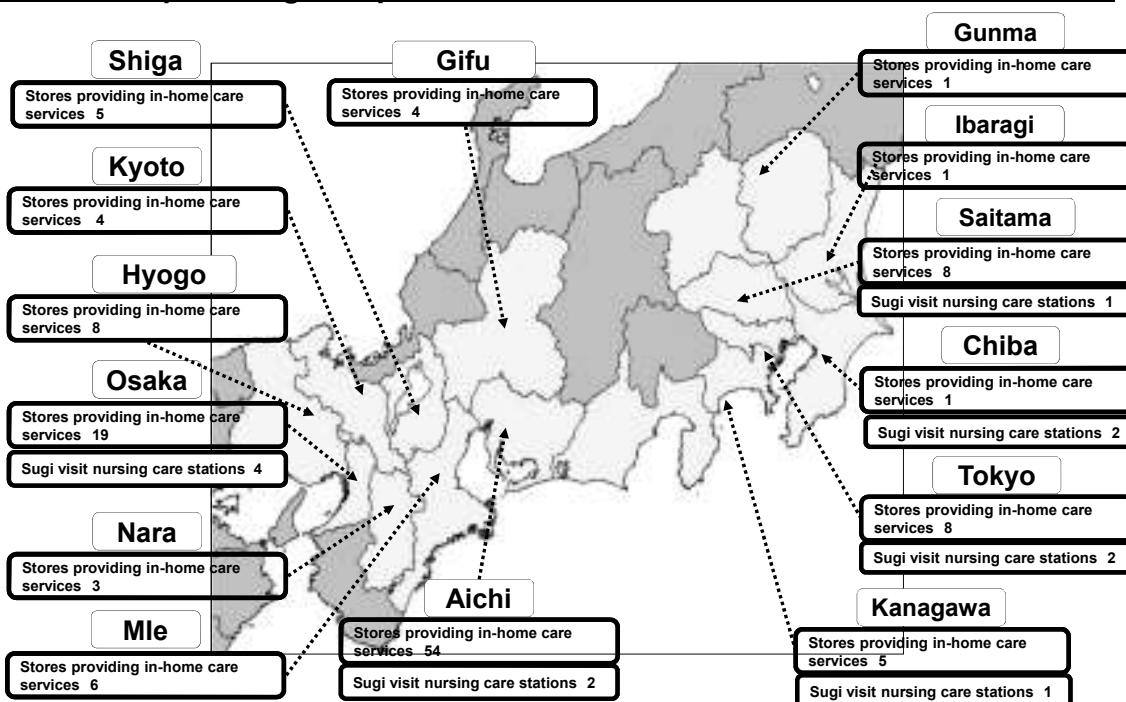 Shiga
Stores providing in-home care
services 5
Kyoto
Stores providing in-home care
services 4
Hyogo
Stores providing in-home care
services 8
Osaka
Stores providing in-home care
services 19
Sugi visit nursing care stations 4
Nara
Stores providing in-home care
services 3
Mle
Stores providing in-home care
services 6
Gifu
Stores providing in-home care
services 4
Aichi
Stores providing in-home care
services 54
Sugi visit nursing care stations 2
Gunma
Stores providing in-home care
services 1
Ibaragi
Stores providing in-home care
services 1
Saitama
Stores providing in-home care
services 8
Sugi visit nursing care stations 1
Chiba
Stores providing in-home care
services 1
Sugi visit nursing care stations 2
Tokyo
Stores providing in-home care
services 8
Sugi visit nursing care stations 2
Kanagawa
Stores providing in-home care
services 5
Sugi visit nursing care stations 1